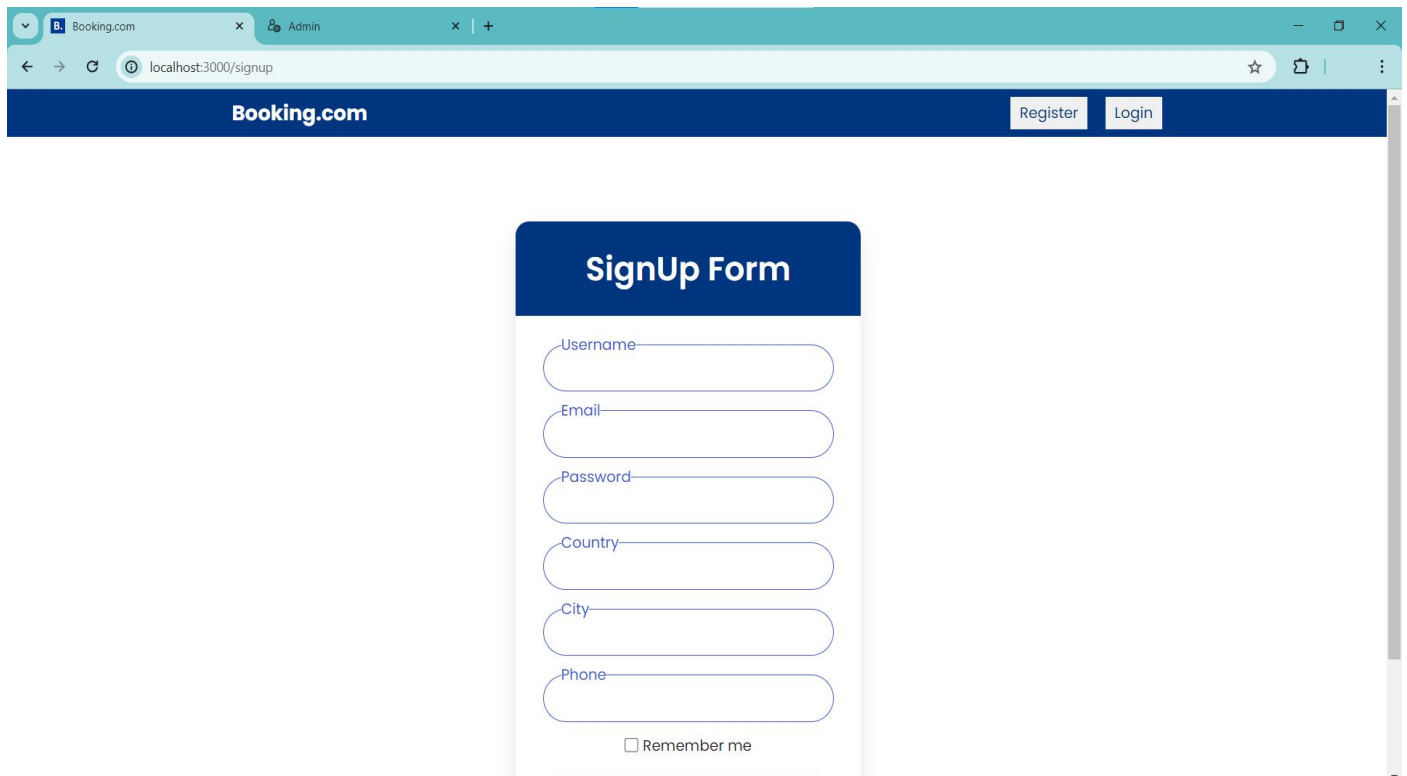 B. Booking.com Admin
localhost:3000/signup
Booking.com Register Login
SignUp Form
Username
Email
Password
Country
City
Phone
Remember me